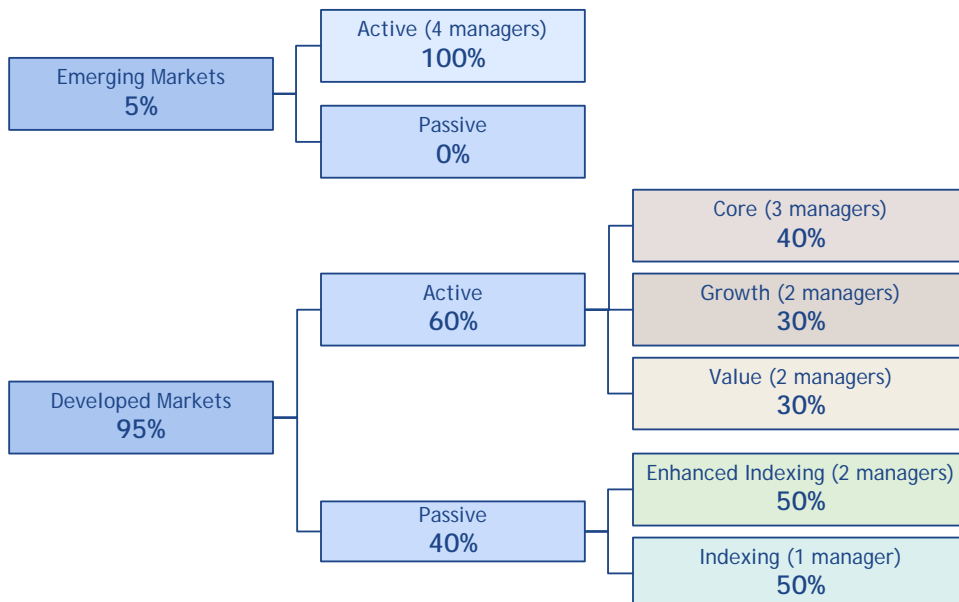 Active (4 managers)
100%
Emerging Markets
5%
Passive
0%
Core (3 managers)
40%
Active
60%
Growth (2 managers)
30%
Value (2 managers)
30%
Developed Markets
95%
Enhanced Indexing (2 managers)
50%
Passive
40%
Indexing (1 manager)
50%